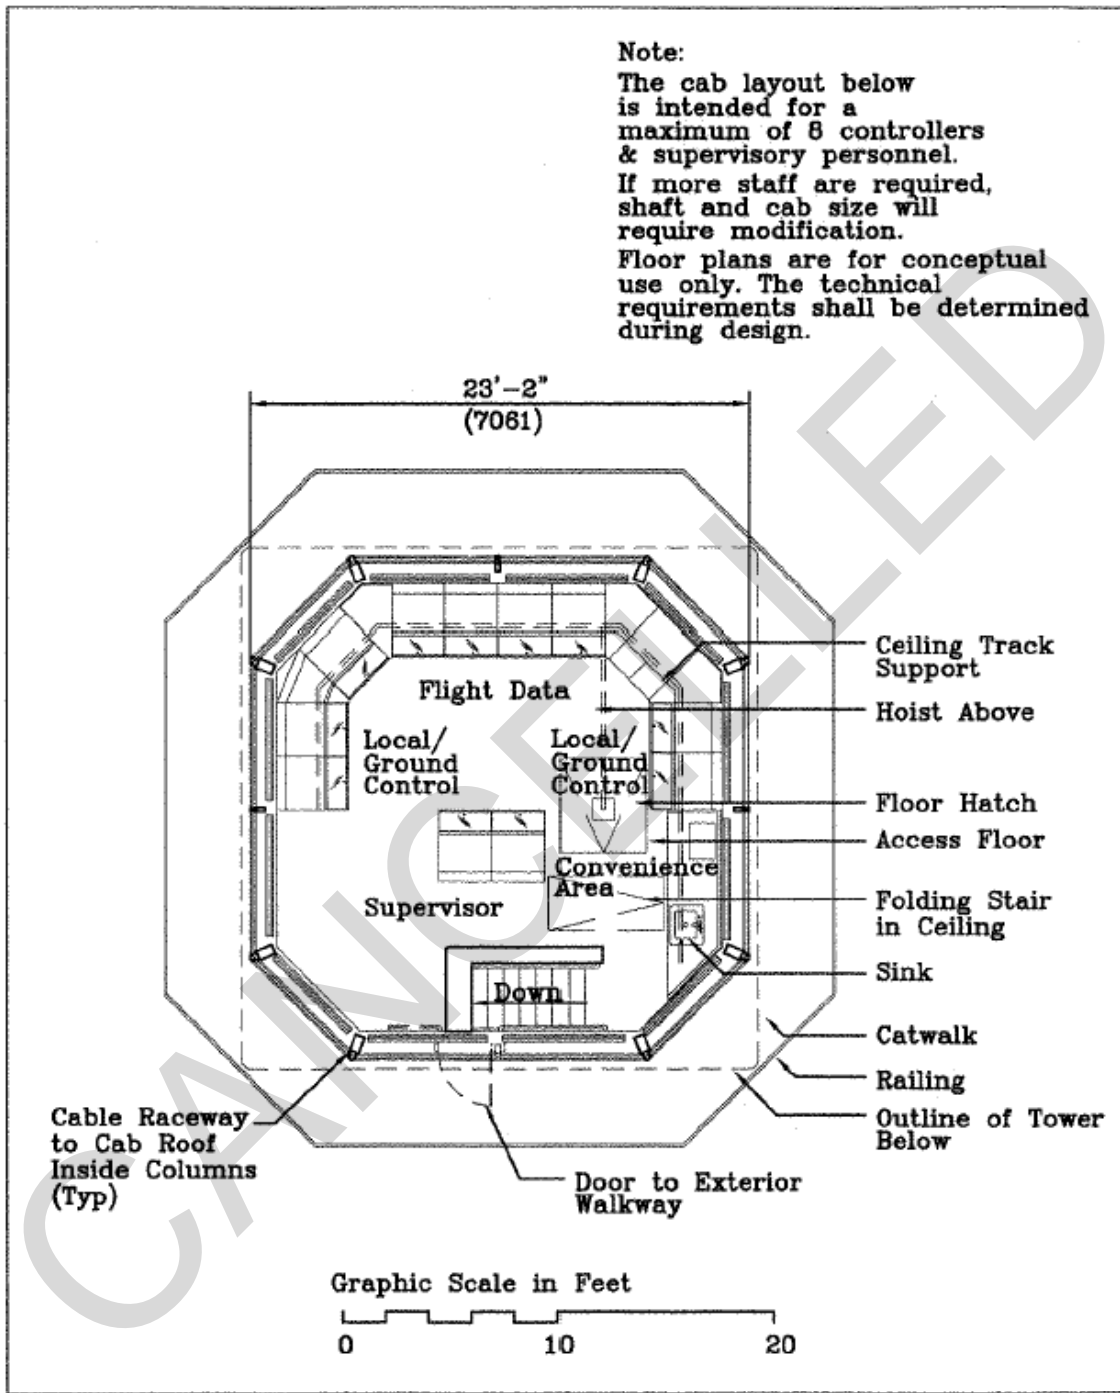 Note:
The cab layout below
is intended for a
maximum of 8 controllers
& supervisory personnel.
If more staff are required,
shaft and cab size will
require modification.
Floor plans are for conceptual
use only. The technical
requirements shall be determined
during design.
23'-2"
(7061)
Ceiling Track
Support
Flight Data
Hoist Above
Local/
Ground
Control
Local/
Ground
Control
Floor Hatch
Access Floor
Convenience
Area
Folding Stair
in Ceiling
Supervisor
Sink
Down
Catwalk
Railing
Outline of Tower
Below
Cable Raceway
to Cab Roof
Inside Columns
(Typ)
Door to Exterior
Walkway
Graphic Scale in Feet
0 10 20
CANCELLED